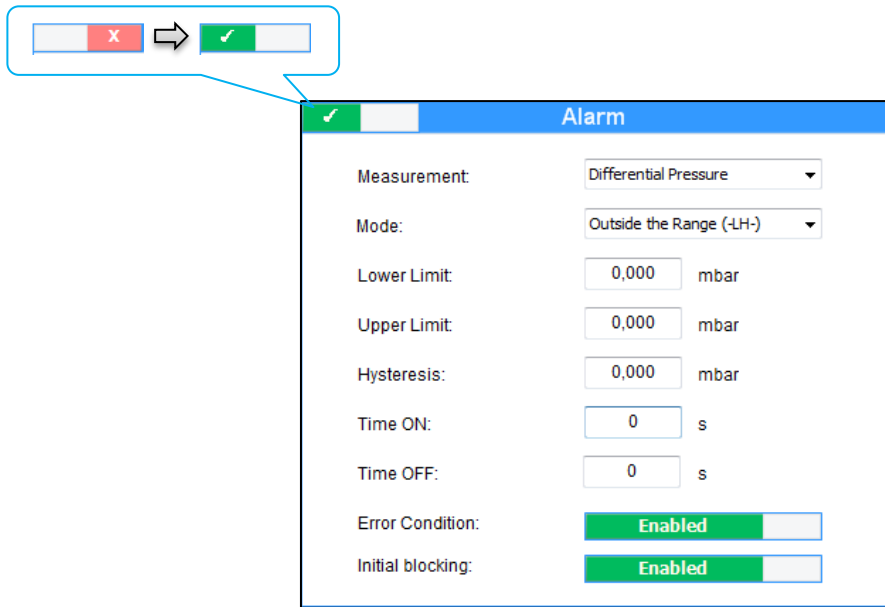 X ✓
✓ Alarm
Measurement: Differential Pressure
Mode: Outside the Range (-LH-)
Lower Limit: 0,000 mbar
Upper Limit: 0,000 mbar
Hysteresis: 0,000 mbar
Time ON: 0 s
Time OFF: 0 s
Error Condition: Enabled
Initial blocking: Enabled